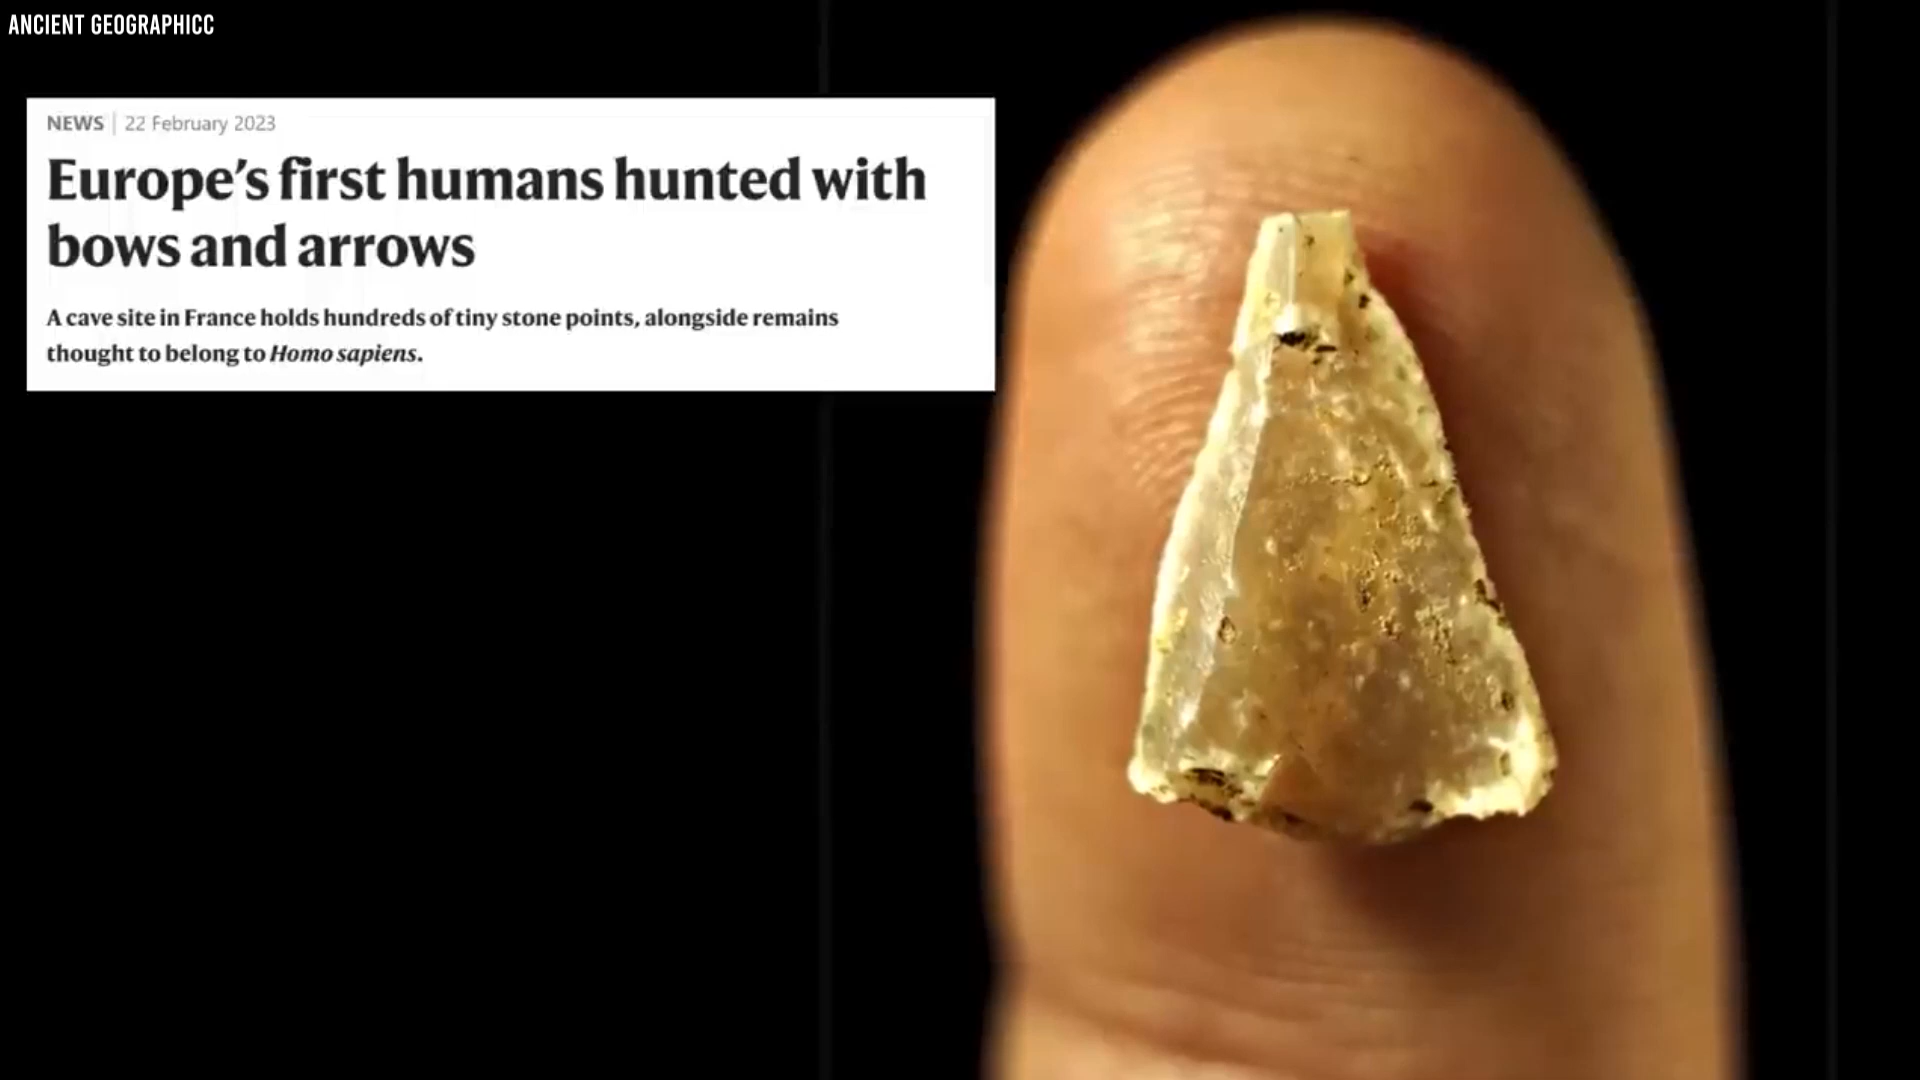 ANCIENT GEOGRAPHICC
NEWS | 22 February 2023
Europe’s first humans hunted with
bows and arrows
A cave site in France holds hundreds of tiny stone points, alongside remains
thought to belong to Homo sapiens.